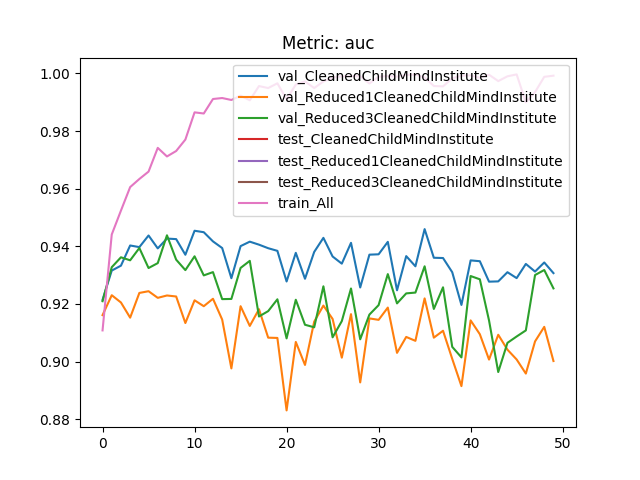 Metric: auc
1.00
0.98
0.96
0.94
0.92
0.90
0.88
val_CleanedChildMindInstitute
val_Reduced1CleanedChildMindInstitute
val_Reduced3CleanedChildMindInstitute
test_CleanedChildMindInstitute
test_Reduced1CleanedChildMindInstitute
test_Reduced3CleanedChildMindInstitute
train_All
0 10 20 30 40 50